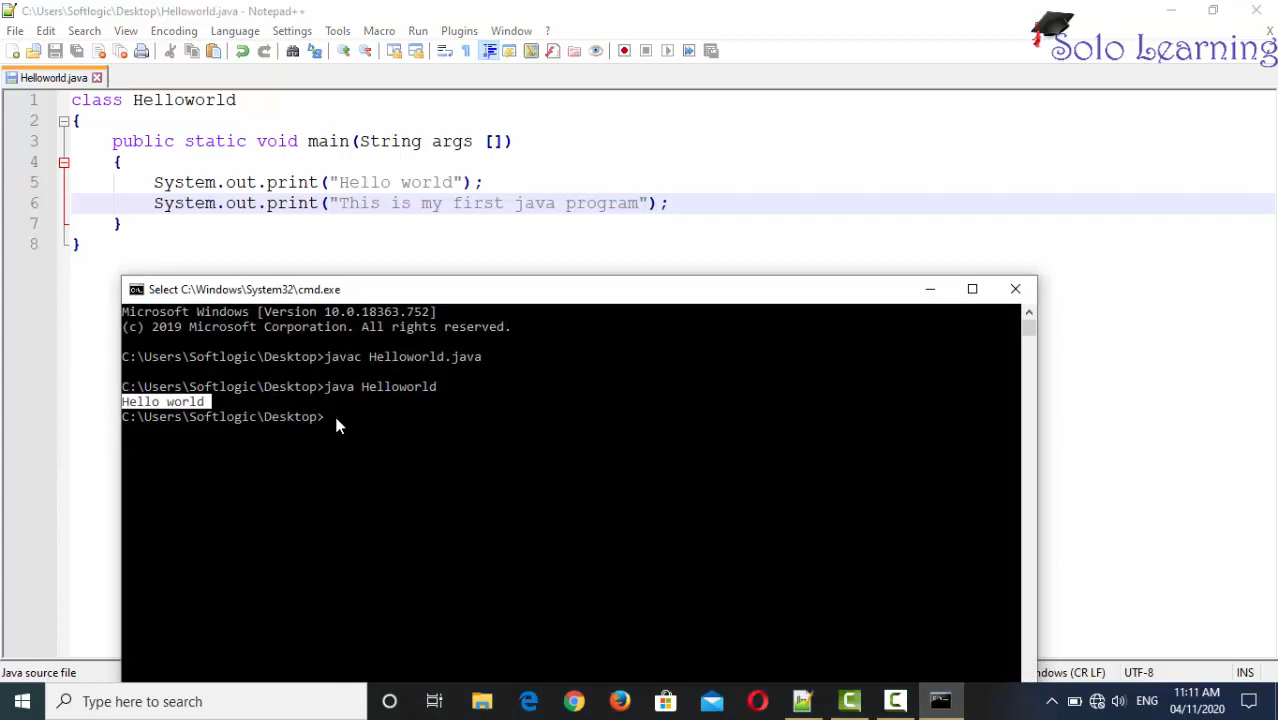 C:\Users\Softlogic\Desktop\Helloworld.java - Notepad++
File Edit Search View Encoding Language Settings Tools Macro Run Plugins Window ? X
Solo Learning
Helloworld.java
1 class Helloworld
2 {
3 public static void main(String args [])
4 {
5 System.out.print("Hello world");
6 System.out.print("This is my first java program");
7 }
8 }
Select C:\Windows\System32\cmd.exe
Microsoft Windows [Version 10.0.18363.752]
(c) 2019 Microsoft Corporation. All rights reserved.
C:\Users\Softlogic\Desktop>javac Helloworld.java
C:\Users\Softlogic\Desktop>java Helloworld
Hello world
C:\Users\Softlogic\Desktop>
Java source file ndows (CR LF) UTF-8 INS
Type here to search ENG 11:11 AM
04/11/2020